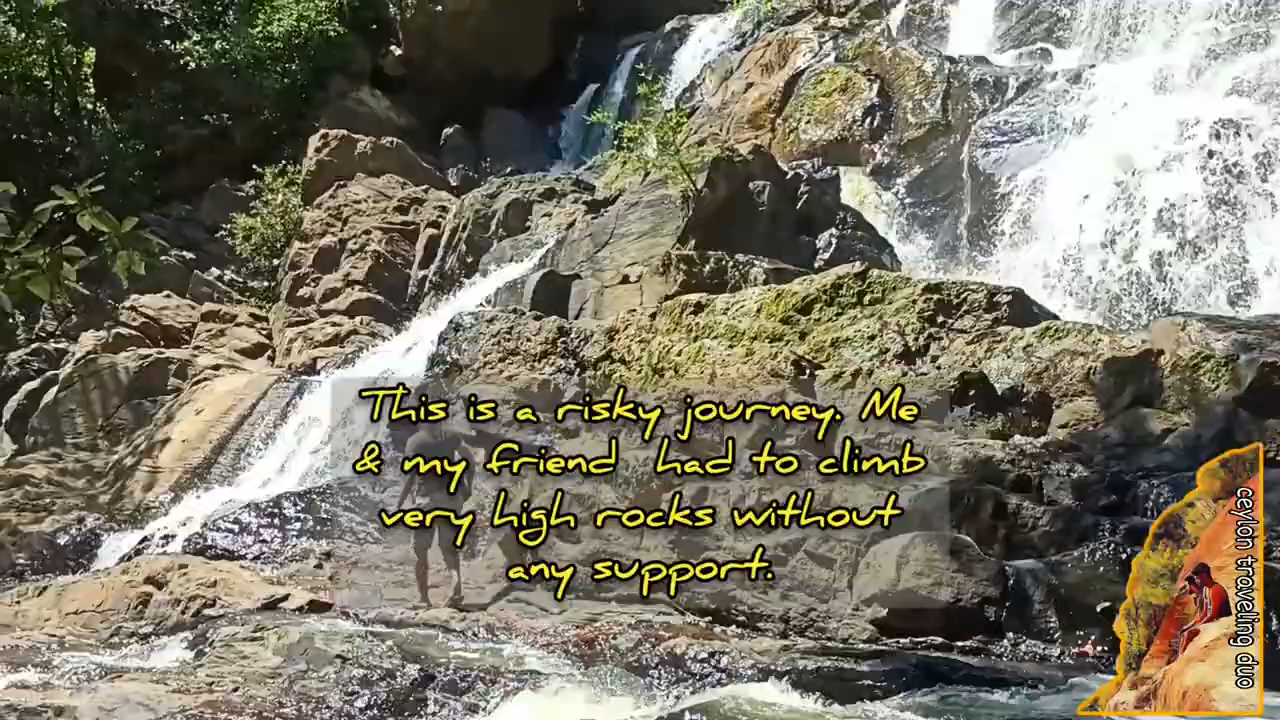 This is a risky journey. Me
& my friend had to climb
very high rocks without
any support.
ceylon traveling duo